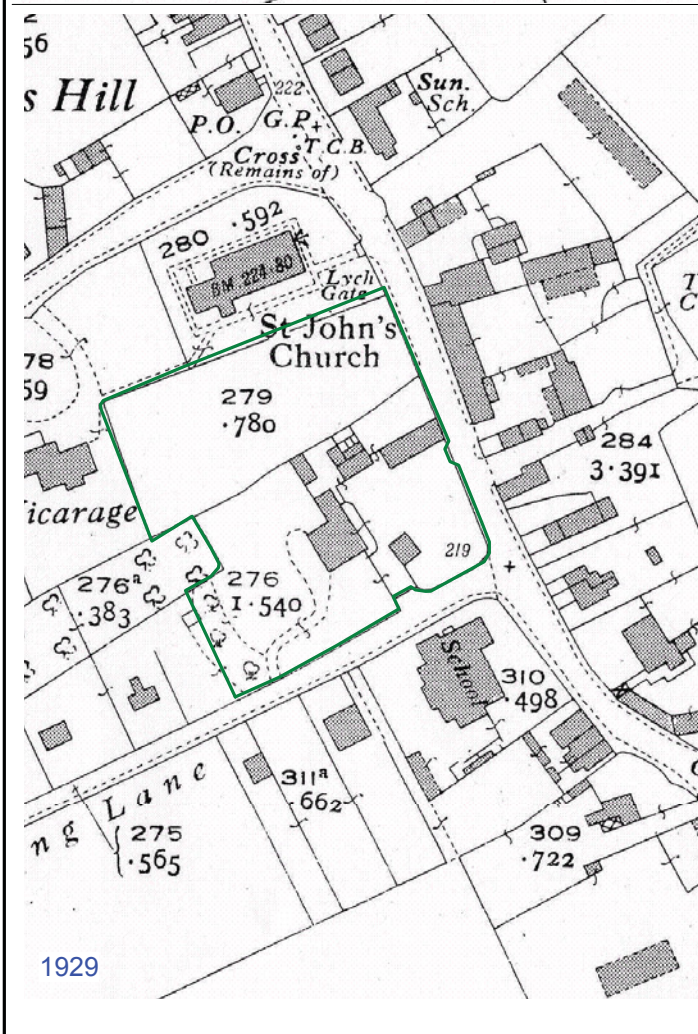 56
s Hill
222
Sun.
Sch.
P.O.
G.P.
T.C.B.
Cross
(Remains of)
280 .592
B M 224.80
Lych
Gate
St John's
Church
T
C
78
59
279
.780
284
3.391
icarage
219
276ᵃ
.383
276
1.540
School
310
.498
311ᵃ
.662
ng Lane
275
.565
309
.722
1929